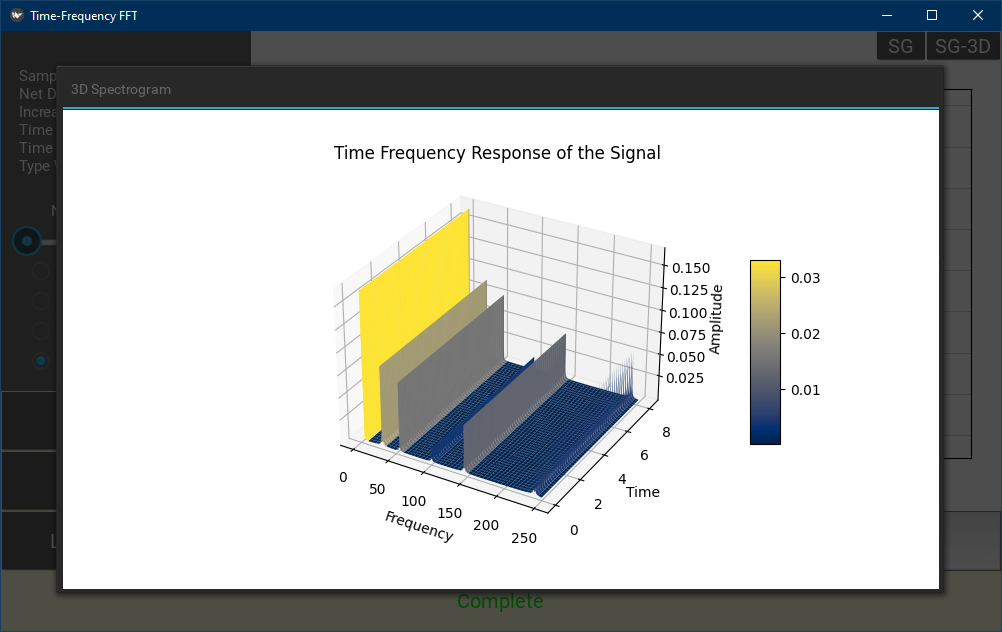 Time-Frequency FFT
SG SG-3D
Samp
Net D
Increa
Time
Time
Type
3D Spectrogram
Time Frequency Response of the Signal
0.150
0.125
0.100
0.075
0.050
0.025
Amplitude
0.03
0.02
0.01
8
6
4
2
0
Time
0
50
100
150
200
250
Frequency
Complete